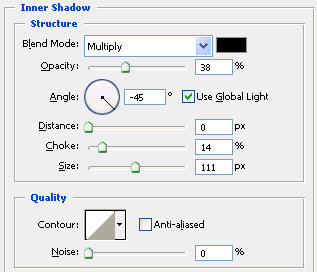 Inner Shadow
Structure
Blend Mode: Multiply
Opacity: 38 %
Angle: -45 ° Use Global Light
Distance: 0 px
Choke: 14 %
Size: 111 px
Quality
Contour: Anti-aliased
Noise: 0 %